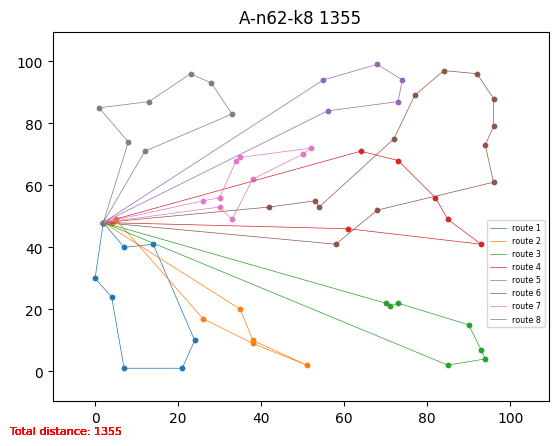 A-n62-k8 1355
100
80
60
40
20
0
0
20
40
60
80
100
route 1
route 2
route 3
route 4
route 5
route 6
route 7
route 8
Total distance: 1355